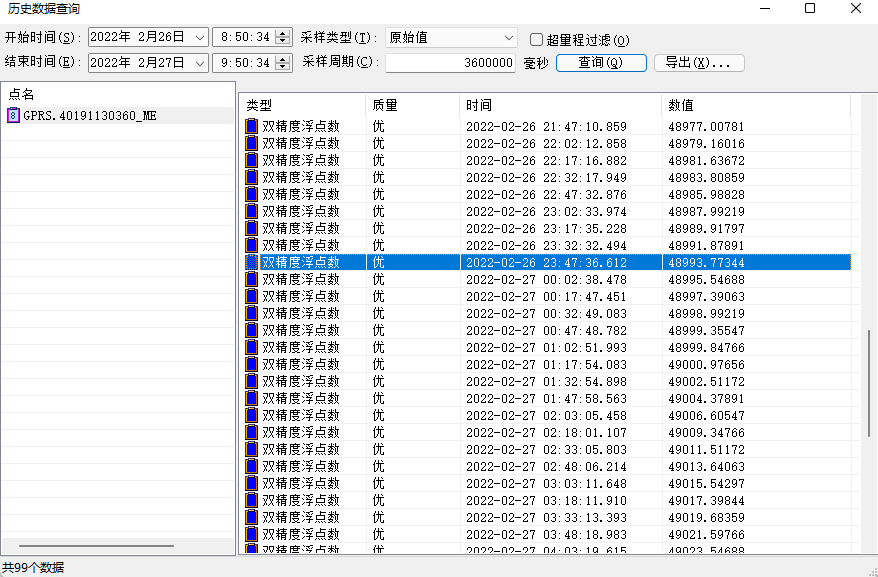 历史数据查询
开始时间(S): 2022年 2月26日 8:50:34 采样类型(T): 原始值 超量程过滤(O)
结束时间(E): 2022年 2月27日 9:50:34 采样周期(C): 3600000 毫秒 查询(Q) 导出(X)...
点名
GPRS.40191130360_ME
类型 质量 时间 数值
双精度浮点数 优 2022-02-26 21:47:10.859 48977.00781
双精度浮点数 优 2022-02-26 22:02:12.858 48979.16016
双精度浮点数 优 2022-02-26 22:17:16.882 48981.63672
双精度浮点数 优 2022-02-26 22:32:17.949 48983.80859
双精度浮点数 优 2022-02-26 22:47:32.876 48985.98828
双精度浮点数 优 2022-02-26 23:02:33.974 48987.99219
双精度浮点数 优 2022-02-26 23:17:35.228 48989.91797
双精度浮点数 优 2022-02-26 23:32:32.494 48991.87891
双精度浮点数 优 2022-02-26 23:47:36.612 48993.77344
双精度浮点数 优 2022-02-27 00:02:38.478 48995.54688
双精度浮点数 优 2022-02-27 00:17:47.451 48997.39063
双精度浮点数 优 2022-02-27 00:32:49.083 48998.99219
双精度浮点数 优 2022-02-27 00:47:48.782 48999.35547
双精度浮点数 优 2022-02-27 01:02:51.993 48999.84766
双精度浮点数 优 2022-02-27 01:17:54.083 49000.97656
双精度浮点数 优 2022-02-27 01:32:54.898 49002.51172
双精度浮点数 优 2022-02-27 01:47:58.563 49004.37891
双精度浮点数 优 2022-02-27 02:03:05.458 49006.60547
双精度浮点数 优 2022-02-27 02:18:01.107 49009.34766
双精度浮点数 优 2022-02-27 02:33:05.803 49011.51172
双精度浮点数 优 2022-02-27 02:48:06.214 49013.64063
双精度浮点数 优 2022-02-27 03:03:11.648 49015.54297
双精度浮点数 优 2022-02-27 03:18:11.910 49017.39844
双精度浮点数 优 2022-02-27 03:33:13.393 49019.68359
双精度浮点数 优 2022-02-27 03:48:18.983 49021.59766
双精度浮点数 优 2022-02-27 04:03:19.615 49023.54688
共99个数据